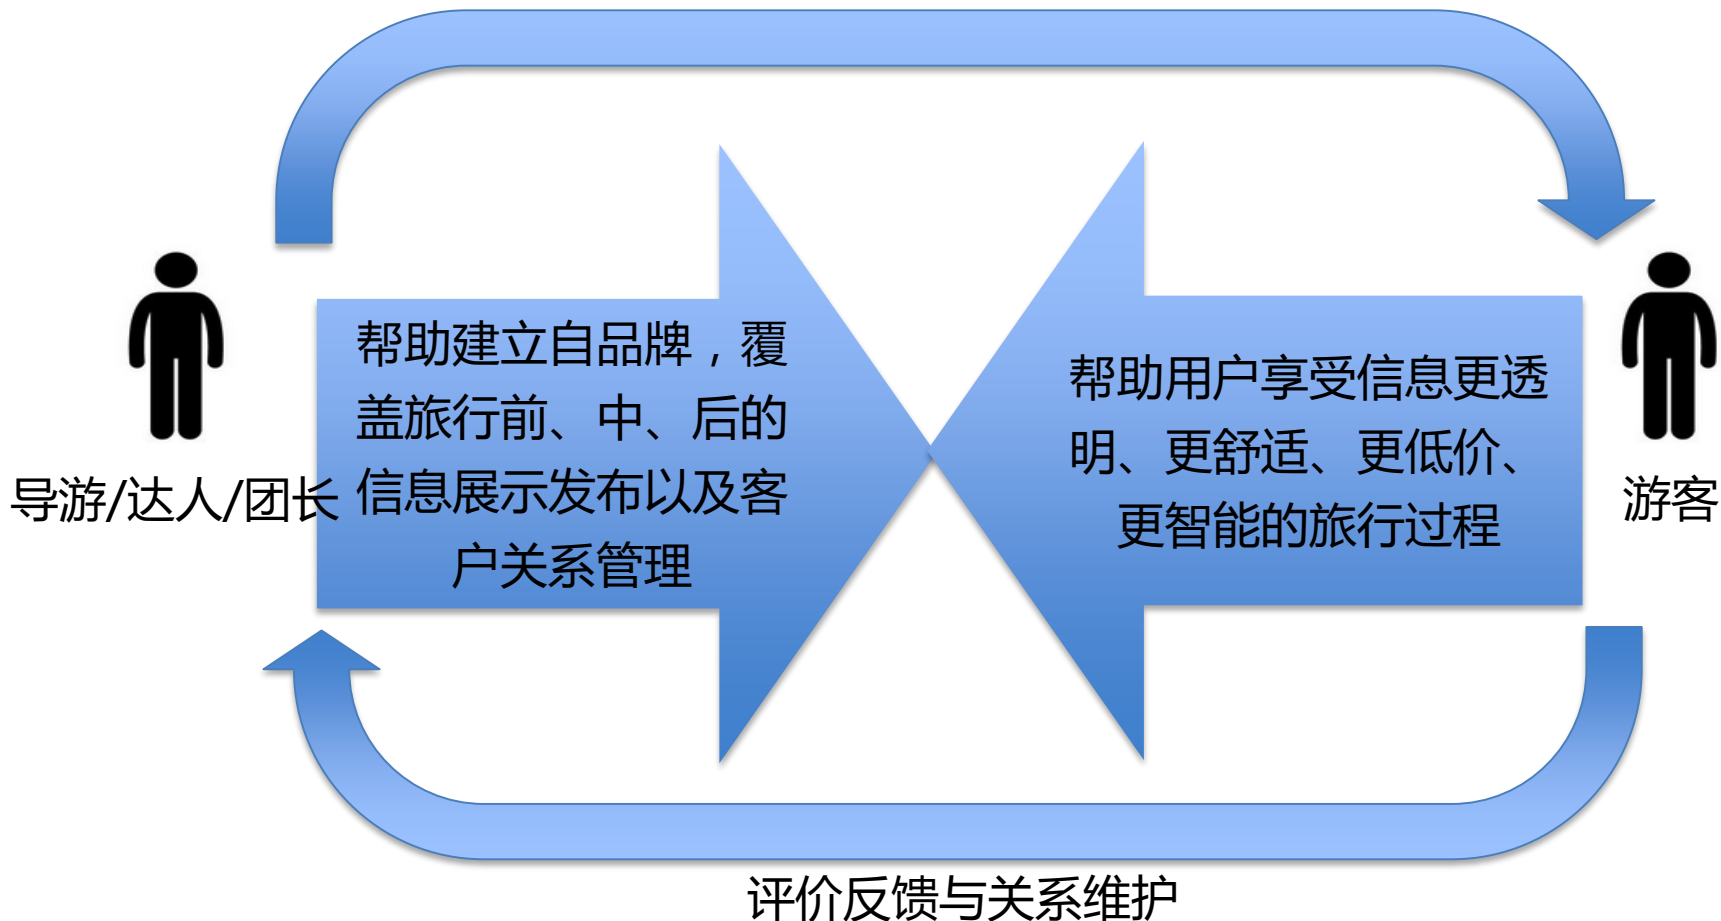 帮助建立自品牌，覆
盖旅行前、中、后的
信息展示发布以及客
户关系管理
帮助用户享受信息更透
明、更舒适、更低价、
更智能的旅行过程
导游/达人/团长
游客
评价反馈与关系维护